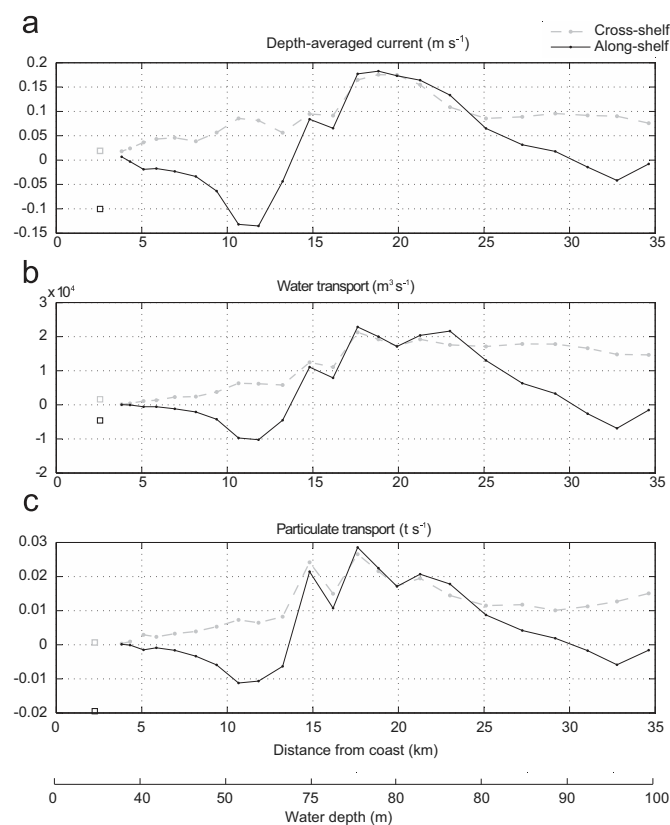 a
Cross-shelf
Along-shelf
Depth-averaged current (m s⁻¹)
0.2
0.15
0.1
0.05
0
-0.05
-0.1
-0.15
0 5 10 15 20 25 30 35
b
x10⁴
Water transport (m³ s⁻¹)
3
2
1
0
-1
-2
0 5 10 15 20 25 30 35
c
Particulate transport (t s⁻¹)
0.03
0.02
0.01
0
-0.01
-0.02
0 5 10 15 20 25 30 35
Distance from coast (km)
0 40 50 75 80 80 90 100
Water depth (m)